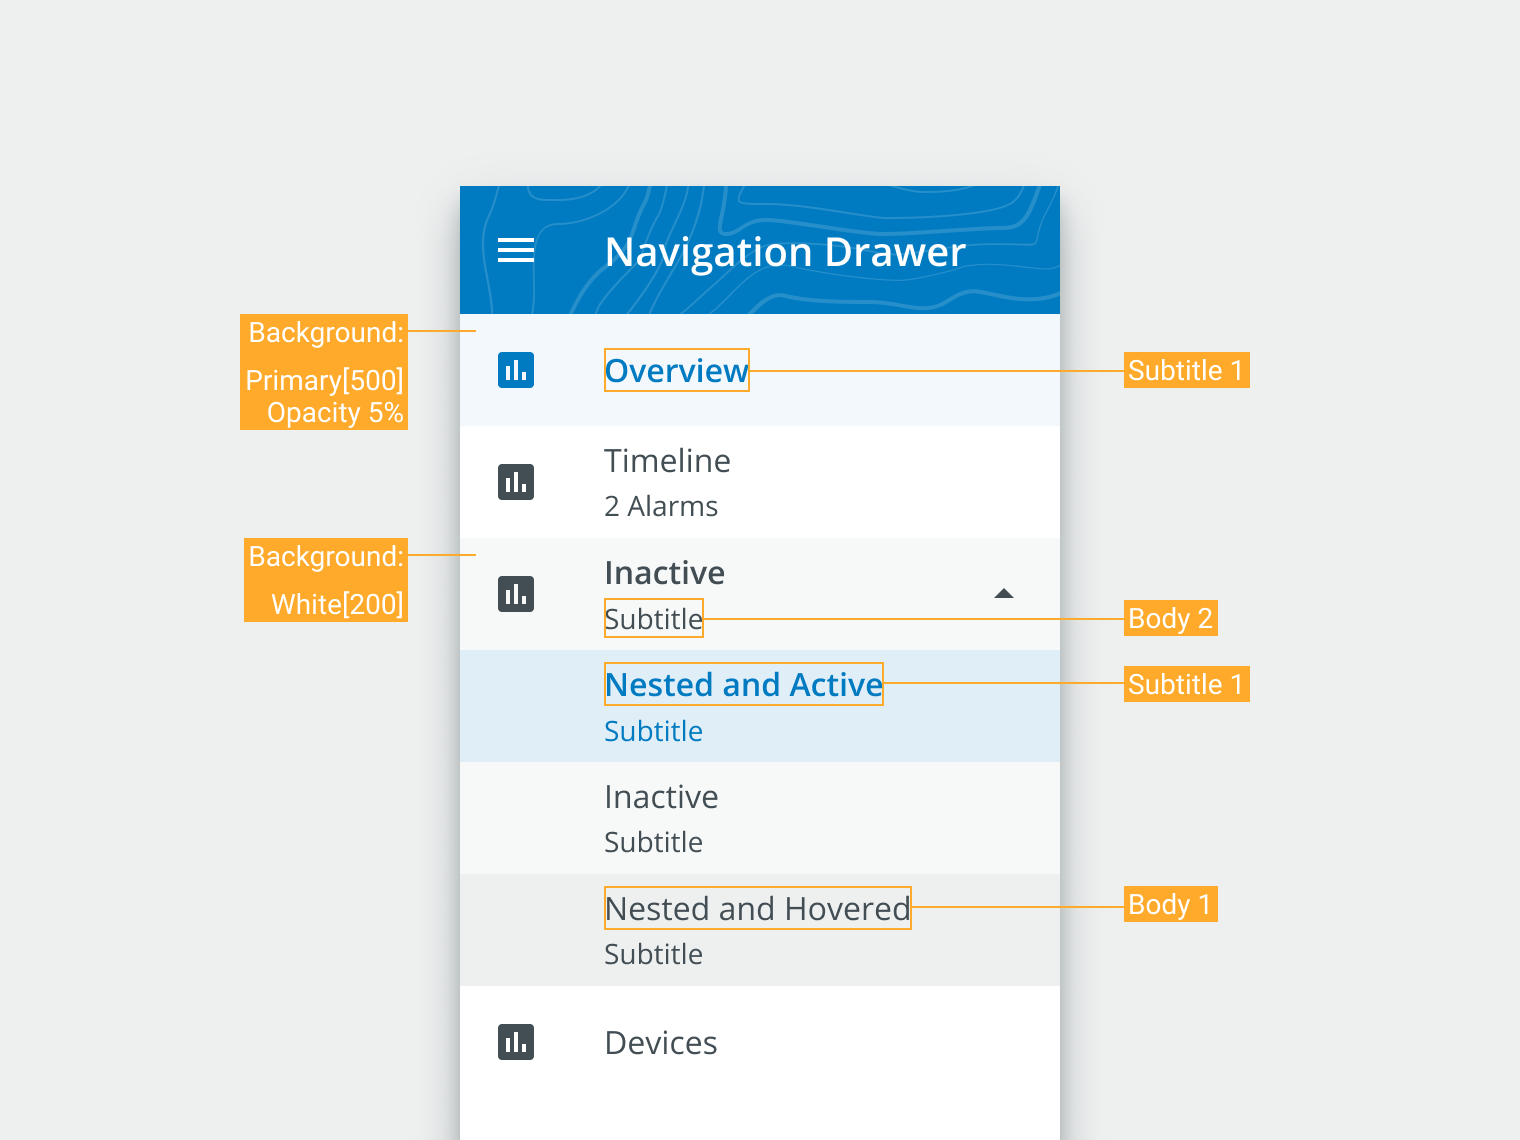 Navigation Drawer
Background:
Primary[500]
Opacity 5%
Overview
Subtitle 1
Timeline
2 Alarms
Background:
White[200]
Inactive
Subtitle
Body 2
Nested and Active
Subtitle 1
Subtitle
Inactive
Subtitle
Nested and Hovered
Body 1
Subtitle
Devices